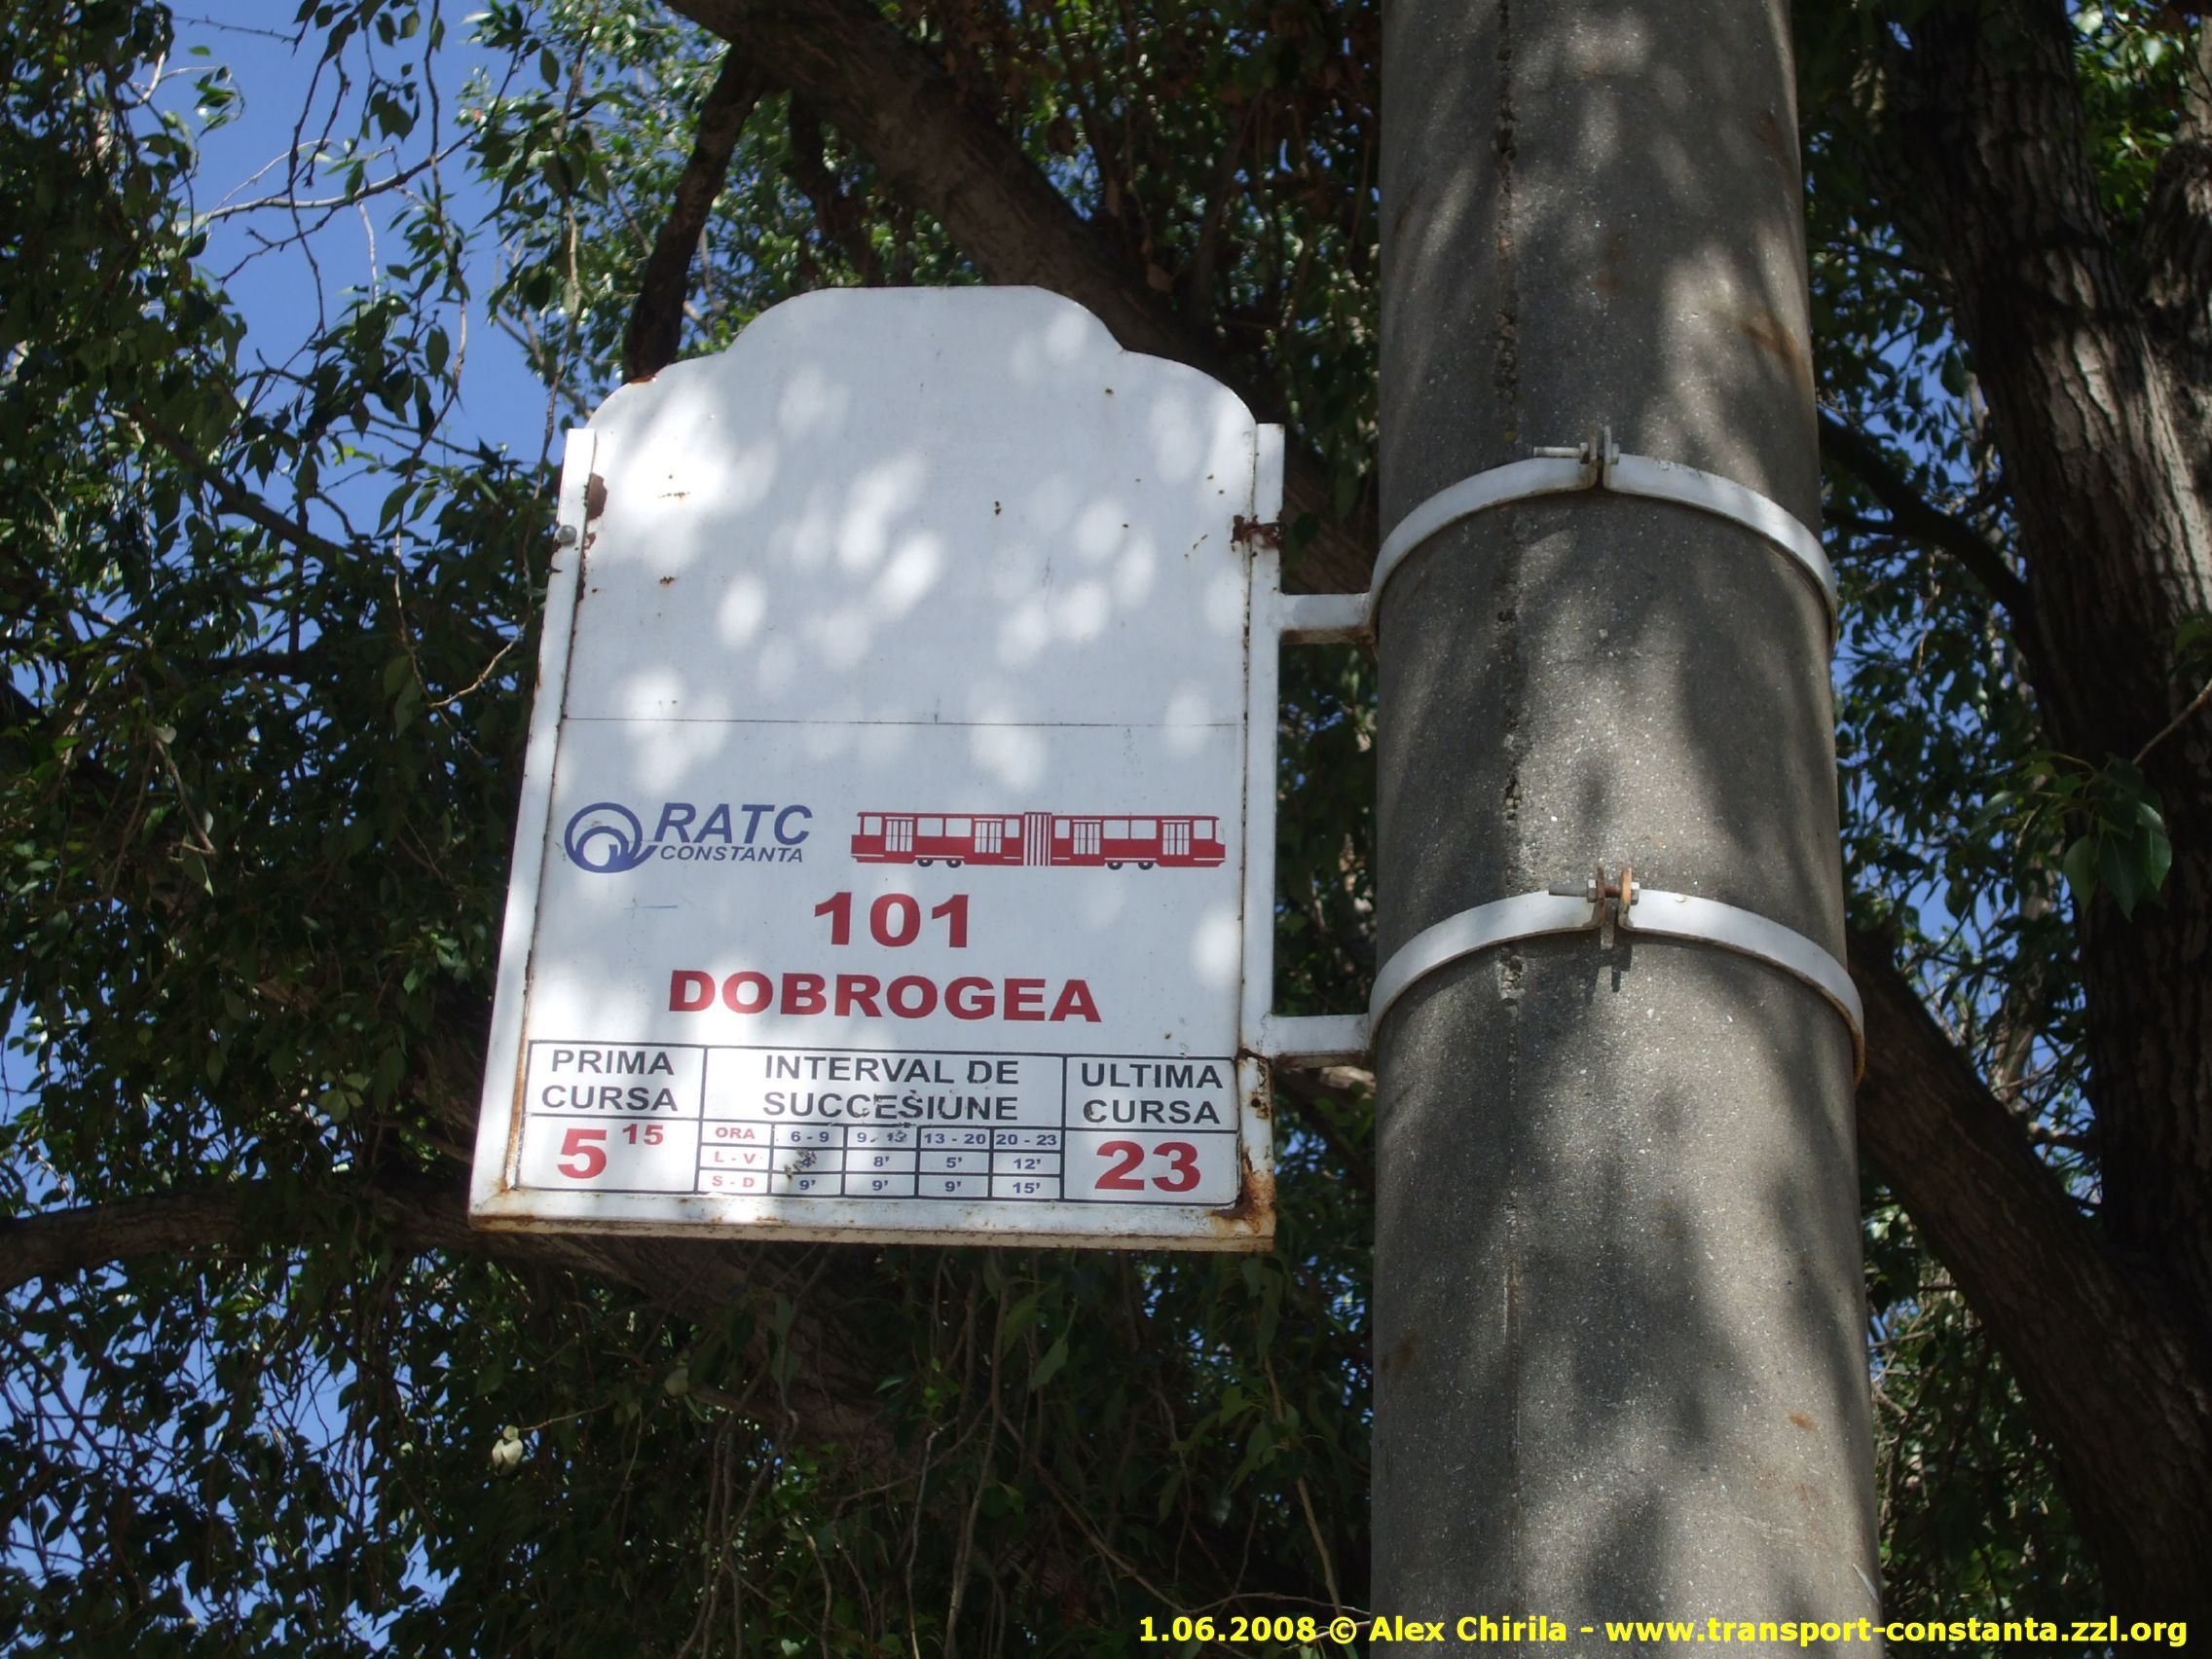 RATC
CONSTANTA
101
DOBROGEA
PRIMA CURSA
INTERVAL DE SUCCESIUNE
ULTIMA CURSA
5 15
ORA 6 - 9 9 - 13 13 - 20 20 - 23
L - V 8' 5' 12'
S - D 9' 9' 9' 15'
23
1.06.2008 © Alex Chirila - www.transport-constanta.zzl.org